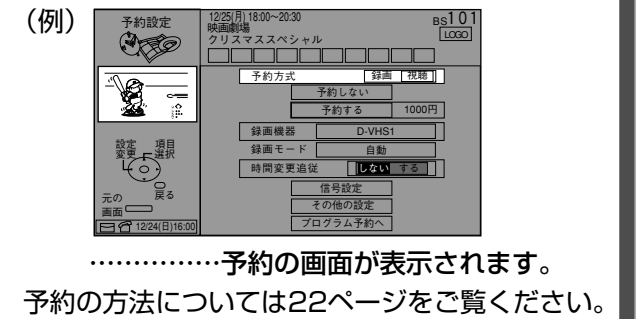 (例)
予約設定
12/25(月) 18:00~20:30
映画劇場
クリスマススペシャル
BS101
LOGO
予約方式 録画 視聴
予約しない
予約する 1000円
録画機器 D-VHS1
録画モード 自動
時間変更追従 しない する
信号設定
その他の設定
プログラム予約へ
設定変更 項目選択
元の画面 戻る
12/24(日)16:00
……………予約の画面が表示されます。
予約の方法については22ページをご覧ください。